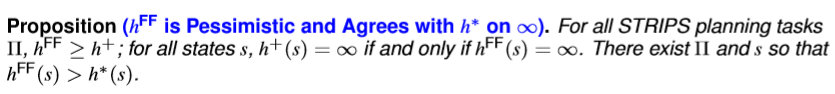 Proposition (hFF is Pessimistic and Agrees with h* on ∞). For all STRIPS planning tasks
Π, hFF ≥ h+; for all states s, h+(s) = ∞ if and only if hFF(s) = ∞. There exist Π and s so that
hFF(s) > h*(s).